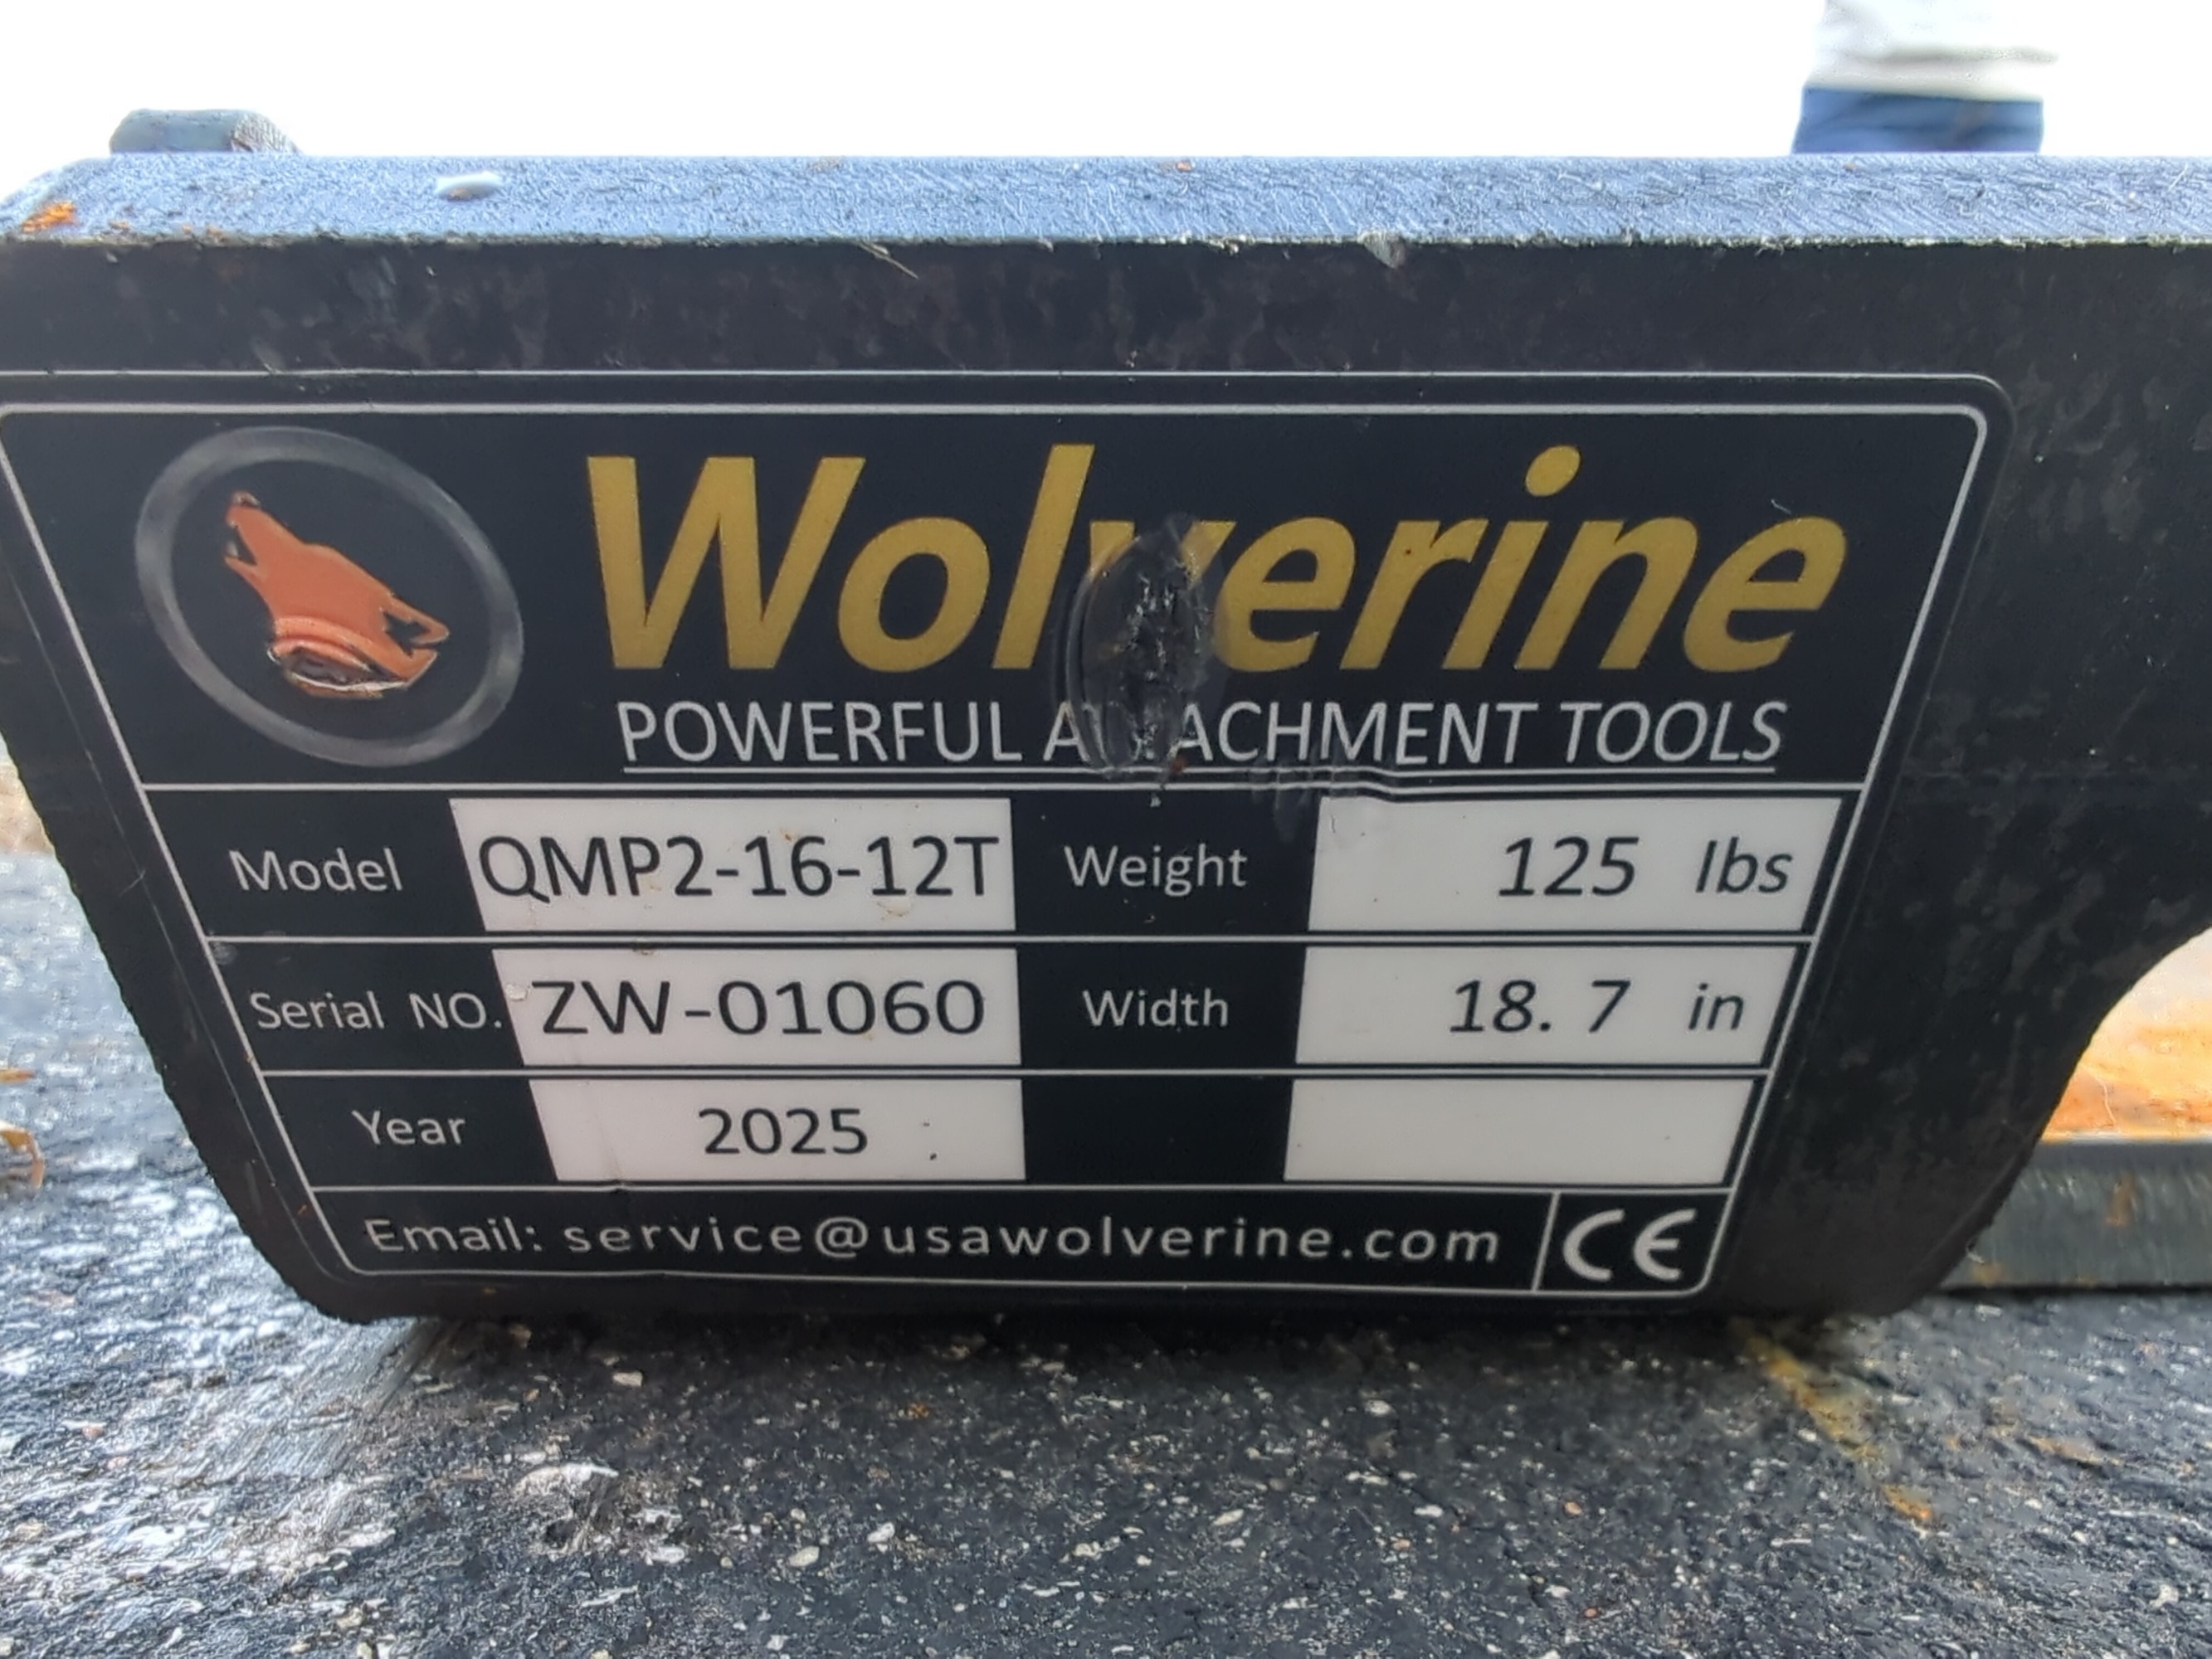 Wolverine
POWERFUL ATTACHMENT TOOLS
Model QMP2-16-12T Weight 125 lbs
Serial NO. ZW-01060 Width 18. 7 in
Year 2025
Email: service@usawolverine.com CE